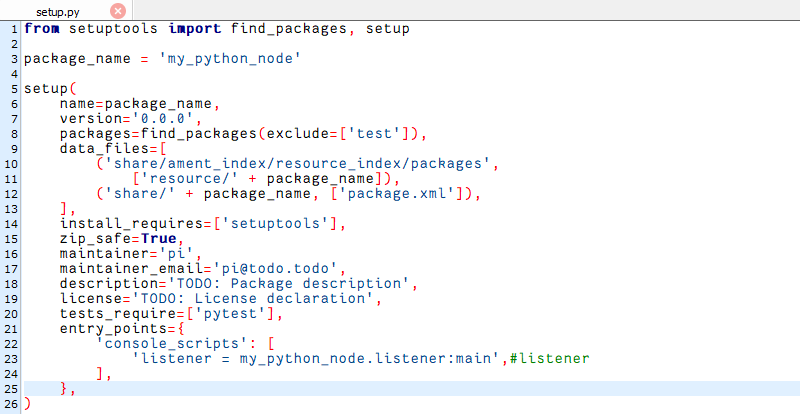 setup.py
1 from setuptools import find_packages, setup
2
3 package_name = 'my_python_node'
4
5 setup(
6     name=package_name,
7     version='0.0.0',
8     packages=find_packages(exclude=['test']),
9     data_files=[
10         ('share/ament_index/resource_index/packages',
11             ['resource/' + package_name]),
12         ('share/' + package_name, ['package.xml']),
13     ],
14     install_requires=['setuptools'],
15     zip_safe=True,
16     maintainer='pi',
17     maintainer_email='pi@todo.todo',
18     description='TODO: Package description',
19     license='TODO: License declaration',
20     tests_require=['pytest'],
21     entry_points={
22         'console_scripts': [
23             'listener = my_python_node.listener:main',#listener
24         ],
25     },
26 )